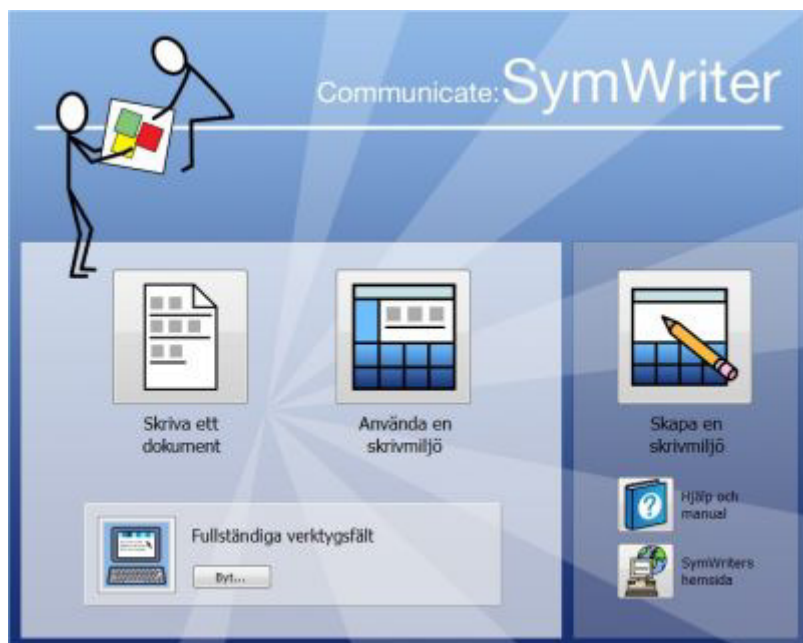 Communicate: SymWriter
Skriva ett
dokument
Använda en
skrivmiljö
Skapa en
skrivmiljö
Fullständiga verktygsfält
Byt...
Hjälp och
manual
SymWriters
hemsida